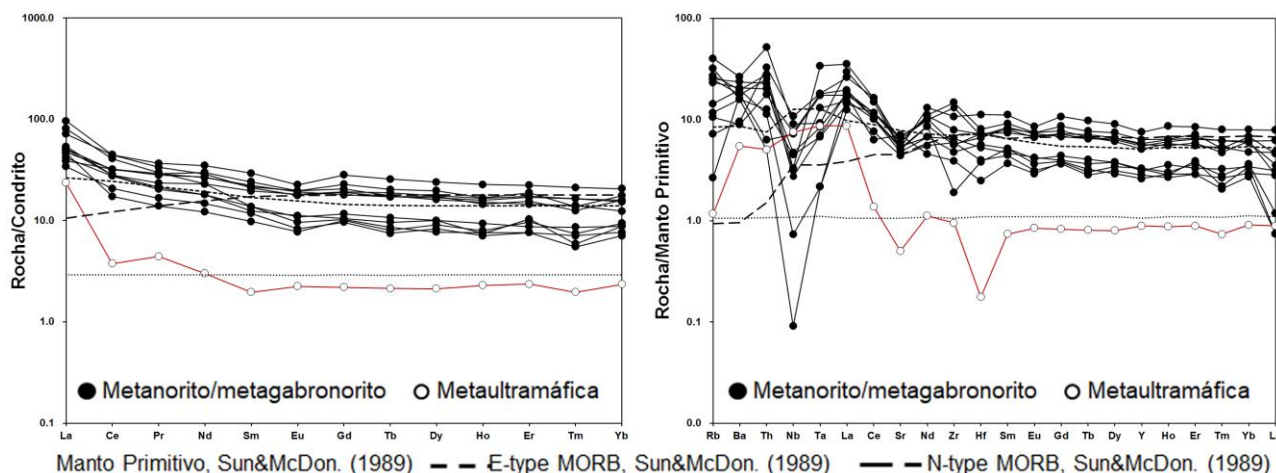 1000.0
100.0
10.0
1.0
0.1
Rocha/Condrito
Metanorito/metagabronorito
Metaultramáfica
La Ce Pr Nd Sm Eu Gd Tb Dy Ho Er Tm Yb
100.0
10.0
1.0
0.1
0.0
Rocha/Manto Primitivo
Metanorito/metagabronorito
Metaultramáfica
Rb Ba Th Nb Ta La Ce Sr Nd Zr Hf Sm Eu Gd Tb Dy Y Ho Er Tm Yb L
Manto Primitivo, Sun&McDon. (1989) E-type MORB, Sun&McDon. (1989) N-type MORB, Sun&McDon. (1989)